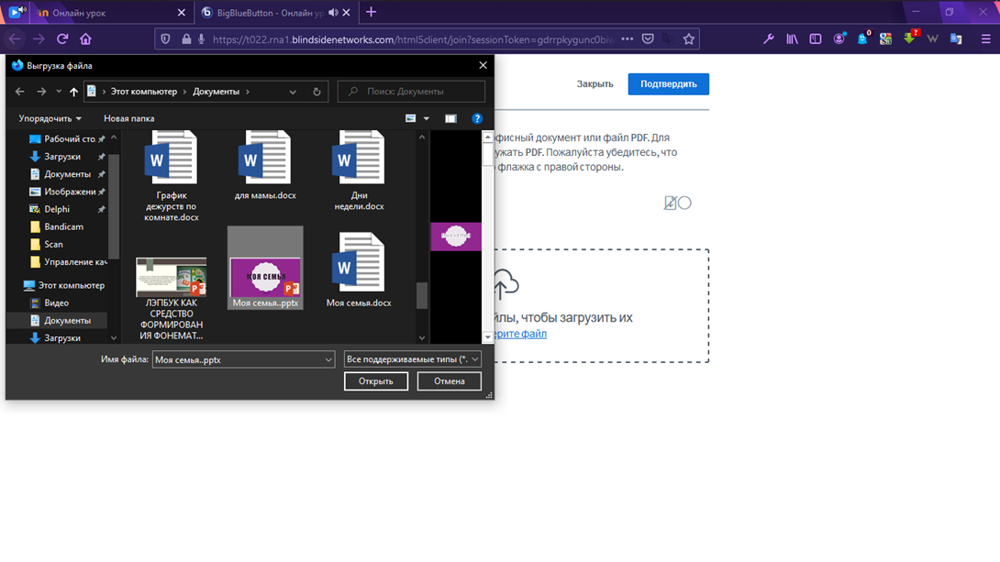 Онлайн урок
BigBlueButton - Онлайн ур
https://t022.rna1.blindsidenetworks.com/html5client/join?sessionToken=gdrrpkygunc0biw
Выгрузка файла
Этот компьютер > Документы >
Поиск: Документы
Упорядочить
Новая папка
Рабочий сто
Загрузки
Документы
Изображени
Delphi
Bandicam
Scan
Управление кач
Этот компьютер
Видео
Документы
Загрузки
График
дежурств по
комнате.docx
для мамы.docx
Дни
недели.docx
ЛЭПБУК КАК
СРЕДСТВО
ФОРМИРОВАН
ИЯ ФОНЕМАТ...
МОЯ СЕМЬЯ
Моя семья..pptx
Моя семья.docx
Имя файла:
Моя семья..pptx
Все поддерживаемые типы (*.
Открыть
Отмена
Закрыть
Подтвердить
фисный документ или файл PDF. Для
ужать PDF. Пожалуйста убедитесь, что
флажка с правой стороны.
йлы, чтобы загрузить их
ерите файл